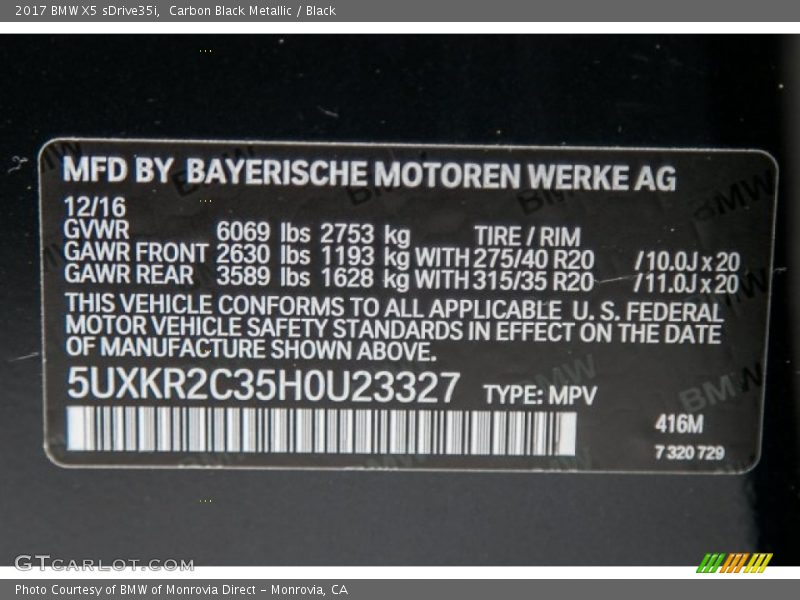 2017 BMW X5 sDrive35i, Carbon Black Metallic / Black
MFD BY BAYERISCHE MOTOREN WERKE AG
12/16
GVWR 6069 lbs 2753 kg TIRE / RIM
GAWR FRONT 2630 lbs 1193 kg WITH 275/40 R20 /10.0J x 20
GAWR REAR 3589 lbs 1628 kg WITH 315/35 R20 /11.0J x 20
THIS VEHICLE CONFORMS TO ALL APPLICABLE U. S. FEDERAL
MOTOR VEHICLE SAFETY STANDARDS IN EFFECT ON THE DATE
OF MANUFACTURE SHOWN ABOVE.
5UXKR2C35H0U23327 TYPE: MPV
416M
7 320 729
GTCARLOT.COM
Photo Courtesy of BMW of Monrovia Direct - Monrovia, CA